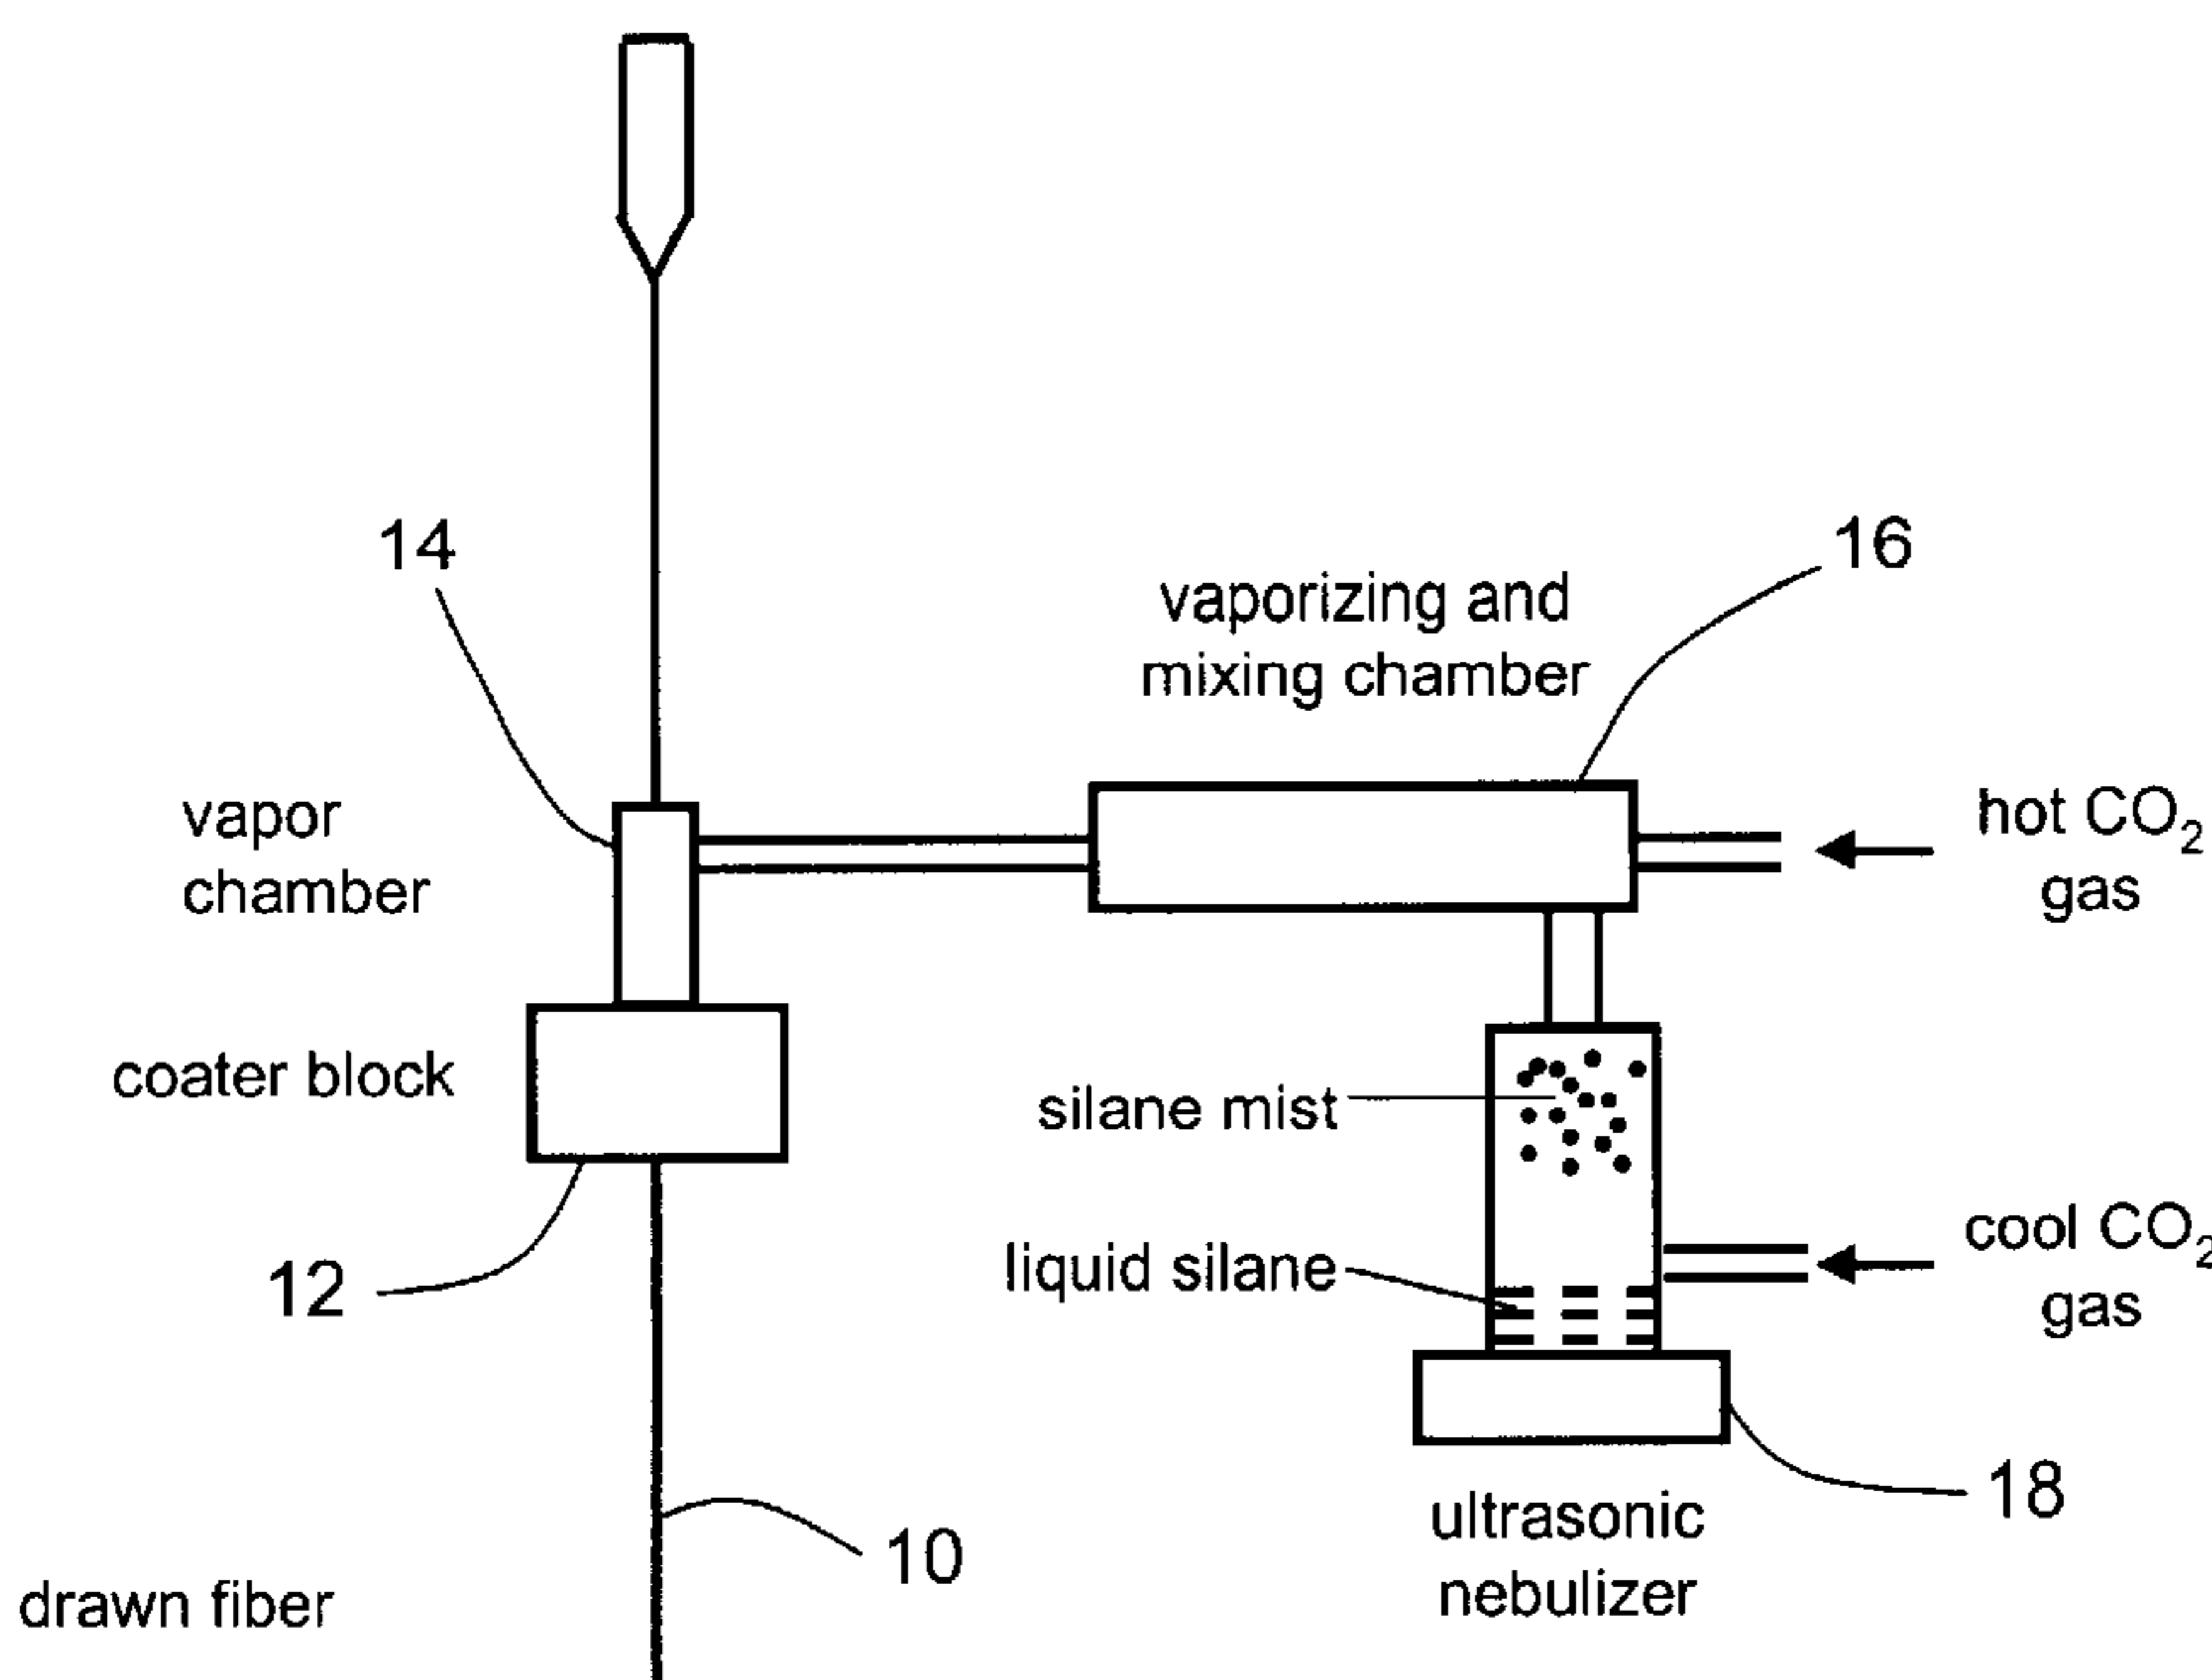 14
16
vaporizing and
mixing chamber
vapor
chamber
hot CO₂
gas
coater block
silane mist
12
liquid silane
cool CO₂
gas
18
ultrasonic
nebulizer
10
drawn fiber